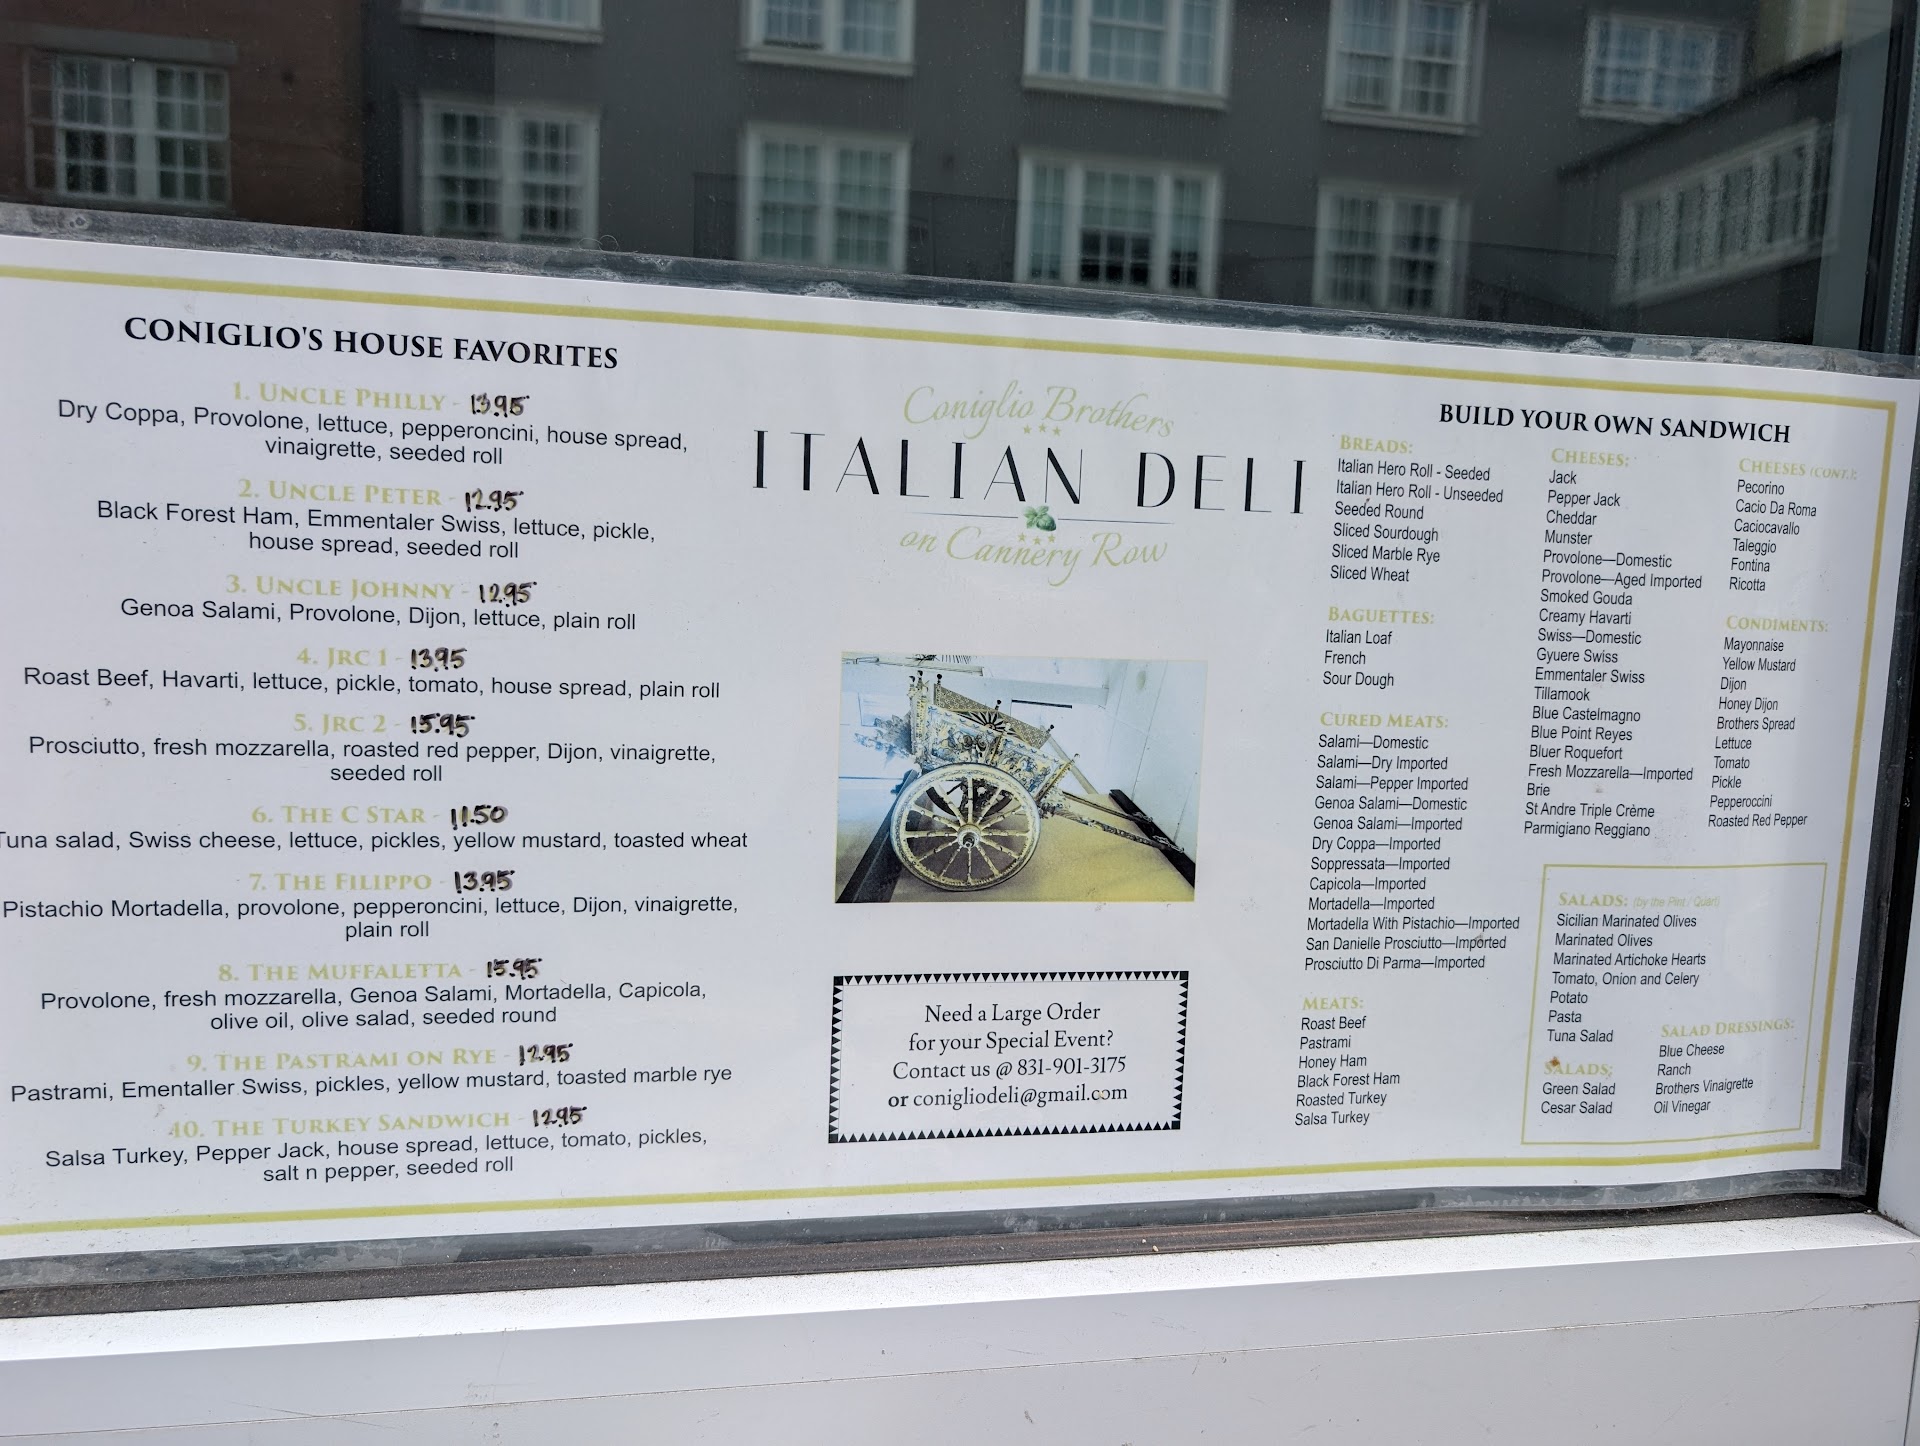 CONIGLIO'S HOUSE FAVORITES
1. UNCLE PHILLY - 13.95
Dry Coppa, Provolone, lettuce, pepperoncini, house spread,
vinaigrette, seeded roll
2. UNCLE PETER - 12.95
Black Forest Ham, Emmentaler Swiss, lettuce, pickle,
house spread, seeded roll
3. UNCLE JOHNNY - 12.95
Genoa Salami, Provolone, Dijon, lettuce, plain roll
4. JRC 1 - 13.95
Roast Beef, Havarti, lettuce, pickle, tomato, house spread, plain roll
5. JRC 2 - 15.95
Prosciutto, fresh mozzarella, roasted red pepper, Dijon, vinaigrette,
seeded roll
6. THE C STAR - 11.50
Tuna salad, Swiss cheese, lettuce, pickles, yellow mustard, toasted wheat
7. THE FILIPPO - 13.95
Pistachio Mortadella, provolone, pepperoncini, lettuce, Dijon, vinaigrette,
plain roll
8. THE MUFFALETTA - 15.95
Provolone, fresh mozzarella, Genoa Salami, Mortadella, Capicola,
olive oil, olive salad, seeded round
9. THE PASTRAMI ON RYE - 12.95
Pastrami, Ementaller Swiss, pickles, yellow mustard, toasted marble rye
10. THE TURKEY SANDWICH - 12.95
Salsa Turkey, Pepper Jack, house spread, lettuce, tomato, pickles,
salt n pepper, seeded roll
Coniglio Brothers
ITALIAN DELI
on Cannery Row
Need a Large Order
for your Special Event?
Contact us @ 831-901-3175
or conigliodeli@gmail.com
BUILD YOUR OWN SANDWICH
BREADS:
Italian Hero Roll - Seeded
Italian Hero Roll - Unseeded
Seeded Round
Sliced Sourdough
Sliced Marble Rye
Sliced Wheat
BAGUETTES:
Italian Loaf
French
Sour Dough
CURED MEATS:
Salami—Domestic
Salami—Dry Imported
Salami—Pepper Imported
Genoa Salami—Domestic
Genoa Salami—Imported
Dry Coppa—Imported
Soppressata—Imported
Capicola—Imported
Mortadella—Imported
Mortadella With Pistachio—Imported
San Danielle Prosciutto—Imported
Prosciutto Di Parma—Imported
MEATS:
Roast Beef
Pastrami
Honey Ham
Black Forest Ham
Roasted Turkey
Salsa Turkey
CHEESES:
Jack
Pepper Jack
Cheddar
Munster
Provolone—Domestic
Provolone—Aged Imported
Smoked Gouda
Creamy Havarti
Swiss—Domestic
Gyuere Swiss
Emmentaler Swiss
Tillamook
Blue Castelmagno
Blue Point Reyes
Bluer Roquefort
Fresh Mozzarella—Imported
Brie
St Andre Triple Crème
Parmigiano Reggiano
CHEESES (CONT.):
Pecorino
Cacio Da Roma
Caciocavallo
Taleggio
Fontina
Ricotta
CONDIMENTS:
Mayonnaise
Yellow Mustard
Dijon
Honey Dijon
Brothers Spread
Lettuce
Tomato
Pickle
Pepperoccini
Roasted Red Pepper
SALADS: (by the Pint / Quart)
Sicilian Marinated Olives
Marinated Olives
Marinated Artichoke Hearts
Tomato, Onion and Celery
Potato
Pasta
Tuna Salad
SALADS:
Green Salad
Cesar Salad
SALAD DRESSINGS:
Blue Cheese
Ranch
Brothers Vinaigrette
Oil Vinegar